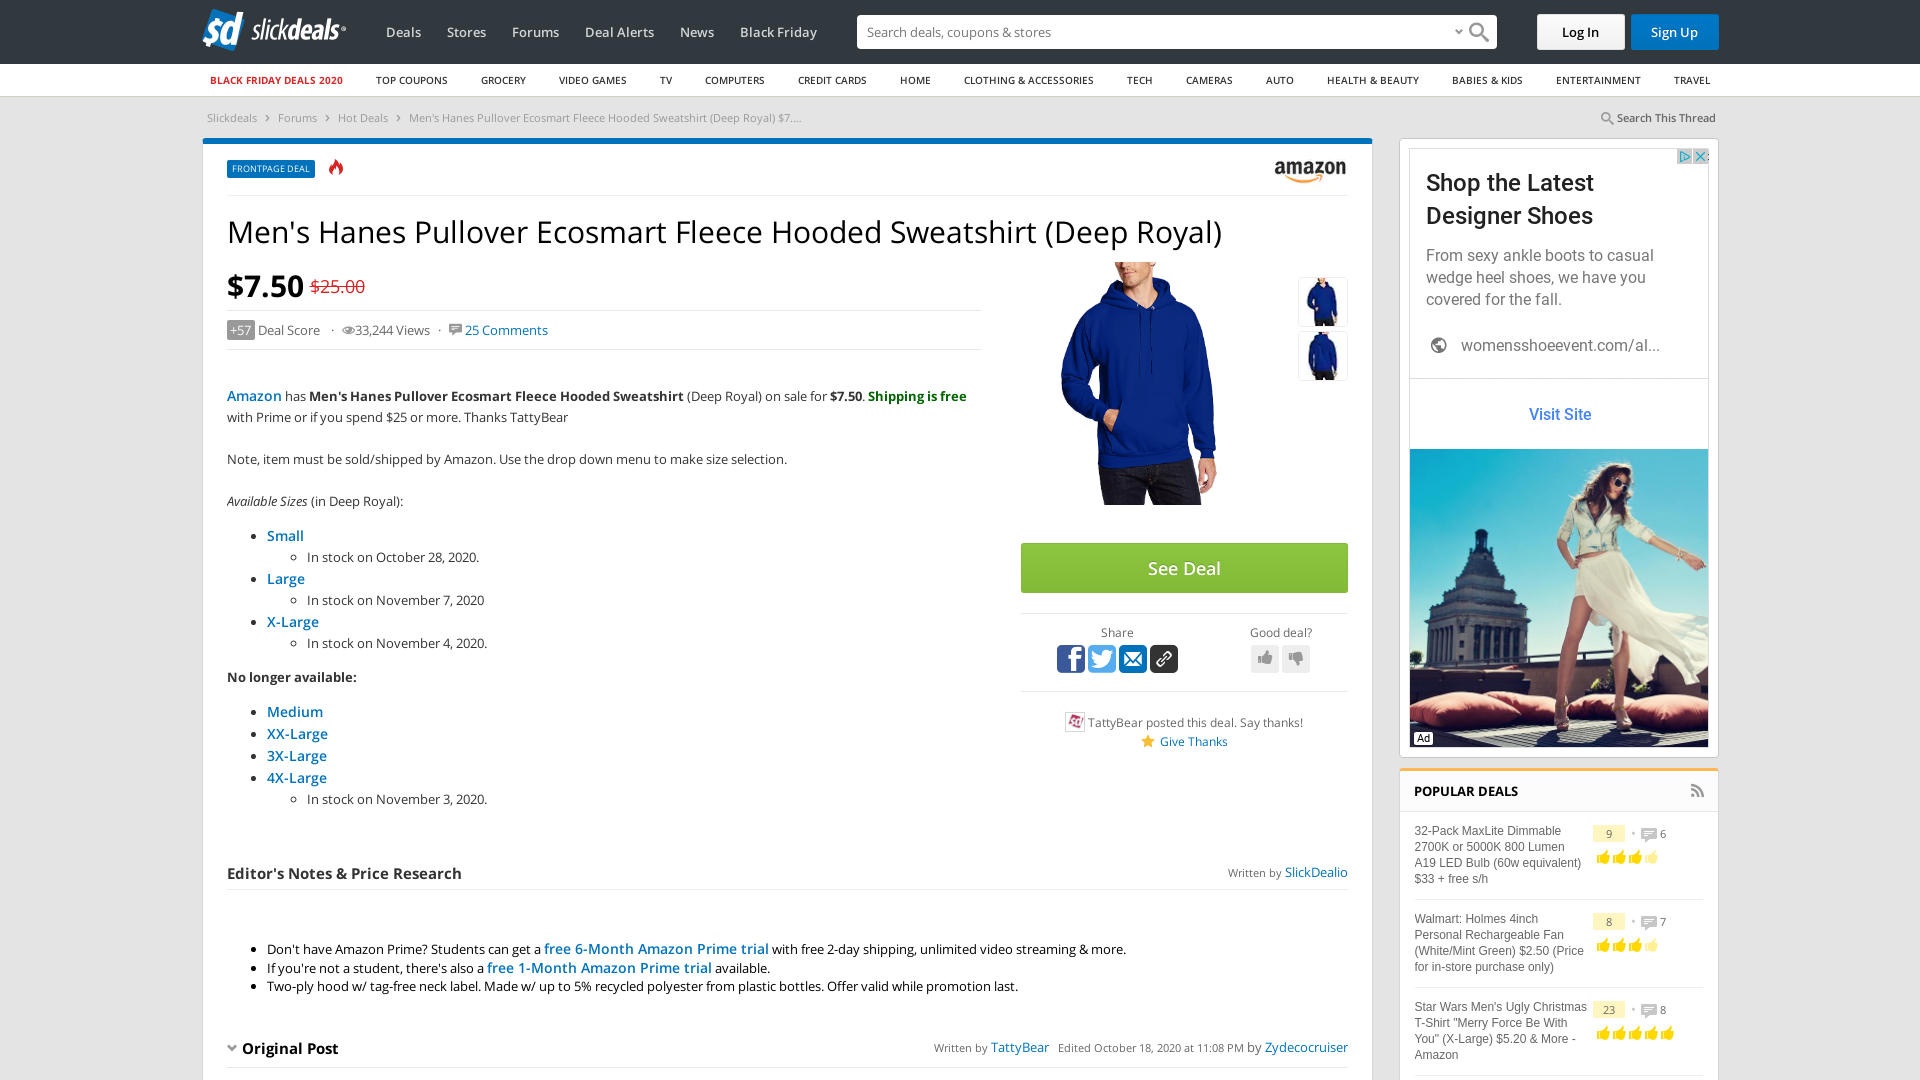 slickdeals
Deals
Stores
Forums
Deal Alerts
News
Black Friday
Search deals, coupons & stores
Log In
Sign Up
BLACK FRIDAY DEALS 2020
TOP COUPONS
GROCERY
VIDEO GAMES
TV
COMPUTERS
CREDIT CARDS
HOME
CLOTHING & ACCESSORIES
TECH
CAMERAS
AUTO
HEALTH & BEAUTY
BABIES & KIDS
ENTERTAINMENT
TRAVEL
Slickdeals › Forums › Hot Deals › Men's Hanes Pullover Ecosmart Fleece Hooded Sweatshirt (Deep Royal) $7....
Search This Thread
FRONTPAGE DEAL
amazon
Men's Hanes Pullover Ecosmart Fleece Hooded Sweatshirt (Deep Royal)
$7.50 $25.00
+57 Deal Score · 33,244 Views · 25 Comments
Amazon has Men's Hanes Pullover Ecosmart Fleece Hooded Sweatshirt (Deep Royal) on sale for $7.50. Shipping is free
with Prime or if you spend $25 or more. Thanks TattyBear
Note, item must be sold/shipped by Amazon. Use the drop down menu to make size selection.
Available Sizes (in Deep Royal):
Small
In stock on October 28, 2020.
Large
In stock on November 7, 2020
X-Large
In stock on November 4, 2020.
No longer available:
Medium
XX-Large
3X-Large
4X-Large
In stock on November 3, 2020.
See Deal
Share
Good deal?
TattyBear posted this deal. Say thanks!
Give Thanks
Editor's Notes & Price Research
Written by SlickDealio
Don't have Amazon Prime? Students can get a free 6-Month Amazon Prime trial with free 2-day shipping, unlimited video streaming & more.
If you're not a student, there's also a free 1-Month Amazon Prime trial available.
Two-ply hood w/ tag-free neck label. Made w/ up to 5% recycled polyester from plastic bottles. Offer valid while promotion last.
Original Post
Written by TattyBear Edited October 18, 2020 at 11:08 PM by Zydecocruiser
Shop the Latest
Designer Shoes
From sexy ankle boots to casual
wedge heel shoes, we have you
covered for the fall.
womensshoeevent.com/al...
Visit Site
Ad
POPULAR DEALS
32-Pack MaxLite Dimmable
2700K or 5000K 800 Lumen
A19 LED Bulb (60w equivalent)
$33 + free s/h
9 • 6
Walmart: Holmes 4inch
Personal Rechargeable Fan
(White/Mint Green) $2.50 (Price
for in-store purchase only)
8 • 7
Star Wars Men's Ugly Christmas
T-Shirt "Merry Force Be With
You" (X-Large) $5.20 & More -
Amazon
23 • 8